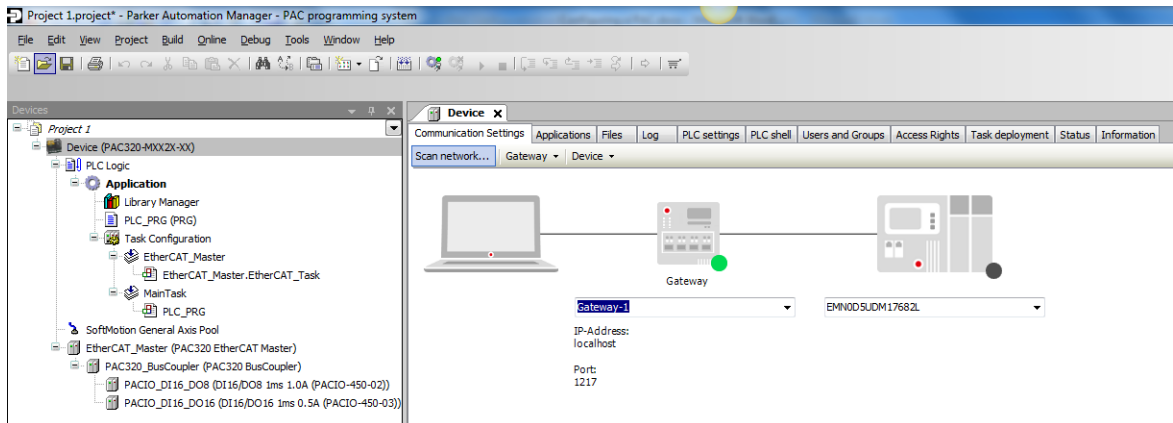 Project 1.project* - Parker Automation Manager - PAC programming system
File Edit View Project Build Online Debug Tools Window Help
Devices
Project 1
Device (PAC320-MXX2X-XX)
PLC Logic
Application
Library Manager
PLC_PRG (PRG)
Task Configuration
EtherCAT_Master
EtherCAT_Master.EtherCAT_Task
MainTask
PLC_PRG
SoftMotion General Axis Pool
EtherCAT_Master (PAC320 EtherCAT Master)
PAC320_BusCoupler (PAC320 BusCoupler)
PACIO_DI16_DO8 (DI16/DO8 1ms 1.0A (PACIO-450-02))
PACIO_DI16_DO16 (DI16/DO16 1ms 0.5A (PACIO-450-03))
Device X
Communication Settings Applications Files Log PLC settings PLC shell Users and Groups Access Rights Task deployment Status Information
Scan network... Gateway Device
Gateway
Gateway-1 EMN0D5UDM17682L
IP-Address:
localhost
Port:
1217